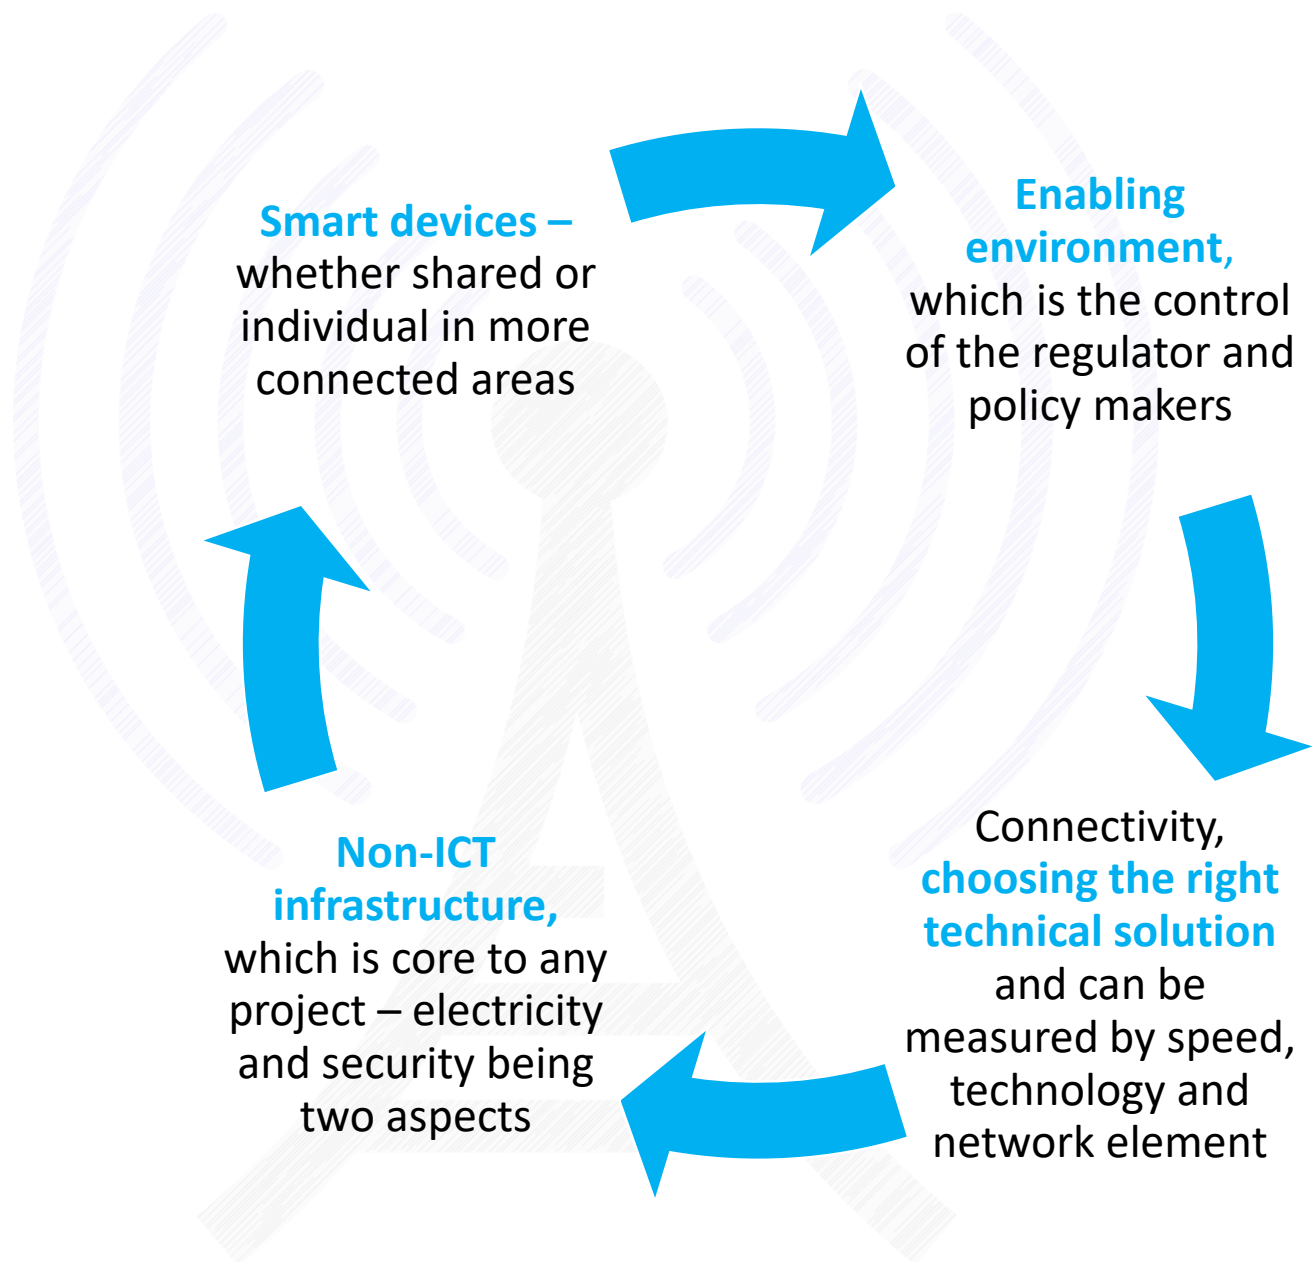 Smart devices –
whether shared or
individual in more
connected areas
Enabling
environment,
which is the control
of the regulator and
policy makers
Connectivity,
choosing the right
technical solution
and can be
measured by speed,
technology and
network element
Non-ICT
infrastructure,
which is core to any
project – electricity
and security being
two aspects